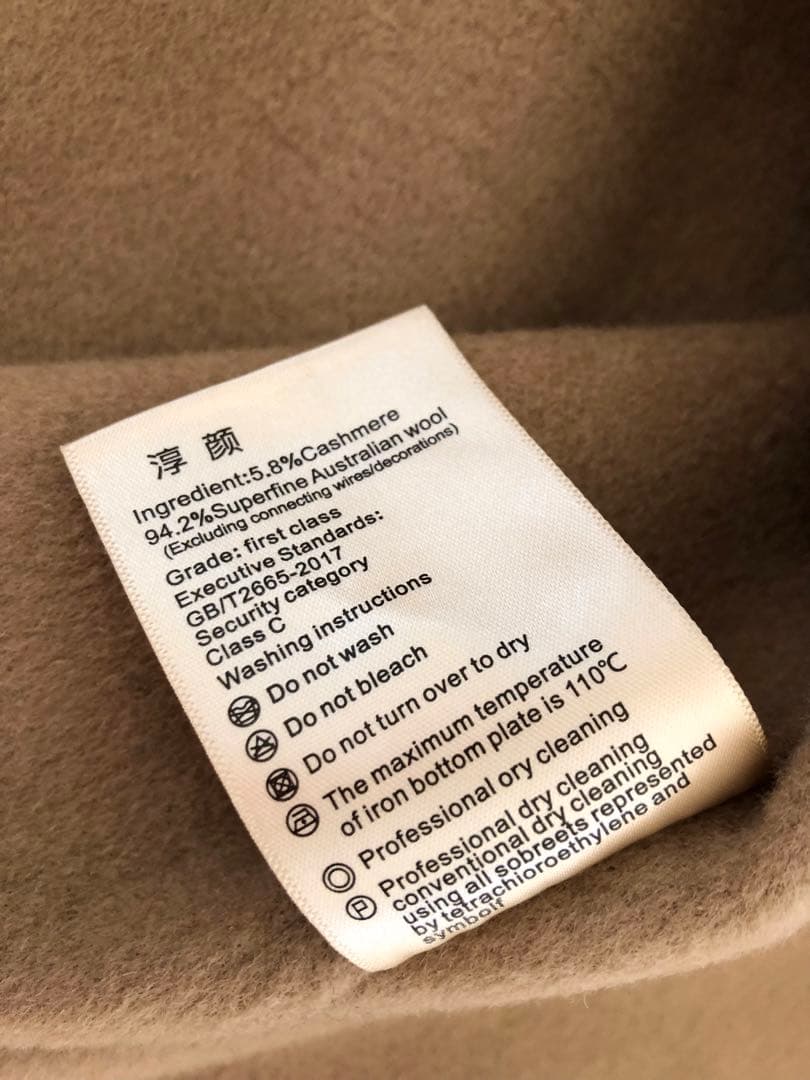 淳 颜
Ingredient:5.8%Cashmere
94.2%Superfine Australian wool
(Excluding connecting wires/decorations)
Grade: first class
Executive Standards:
GB/T2665-2017
Security category
Class C
Washing instructions
Do not wash
Do not bleach
Do not turn over to dry
The maximum temperature
of iron bottom plate is 110℃
Professional ory cleaning
P Professional dry cleaning
conventional dry cleaning
using all sobreets represented
by tetrachioroethylene and
symbolf